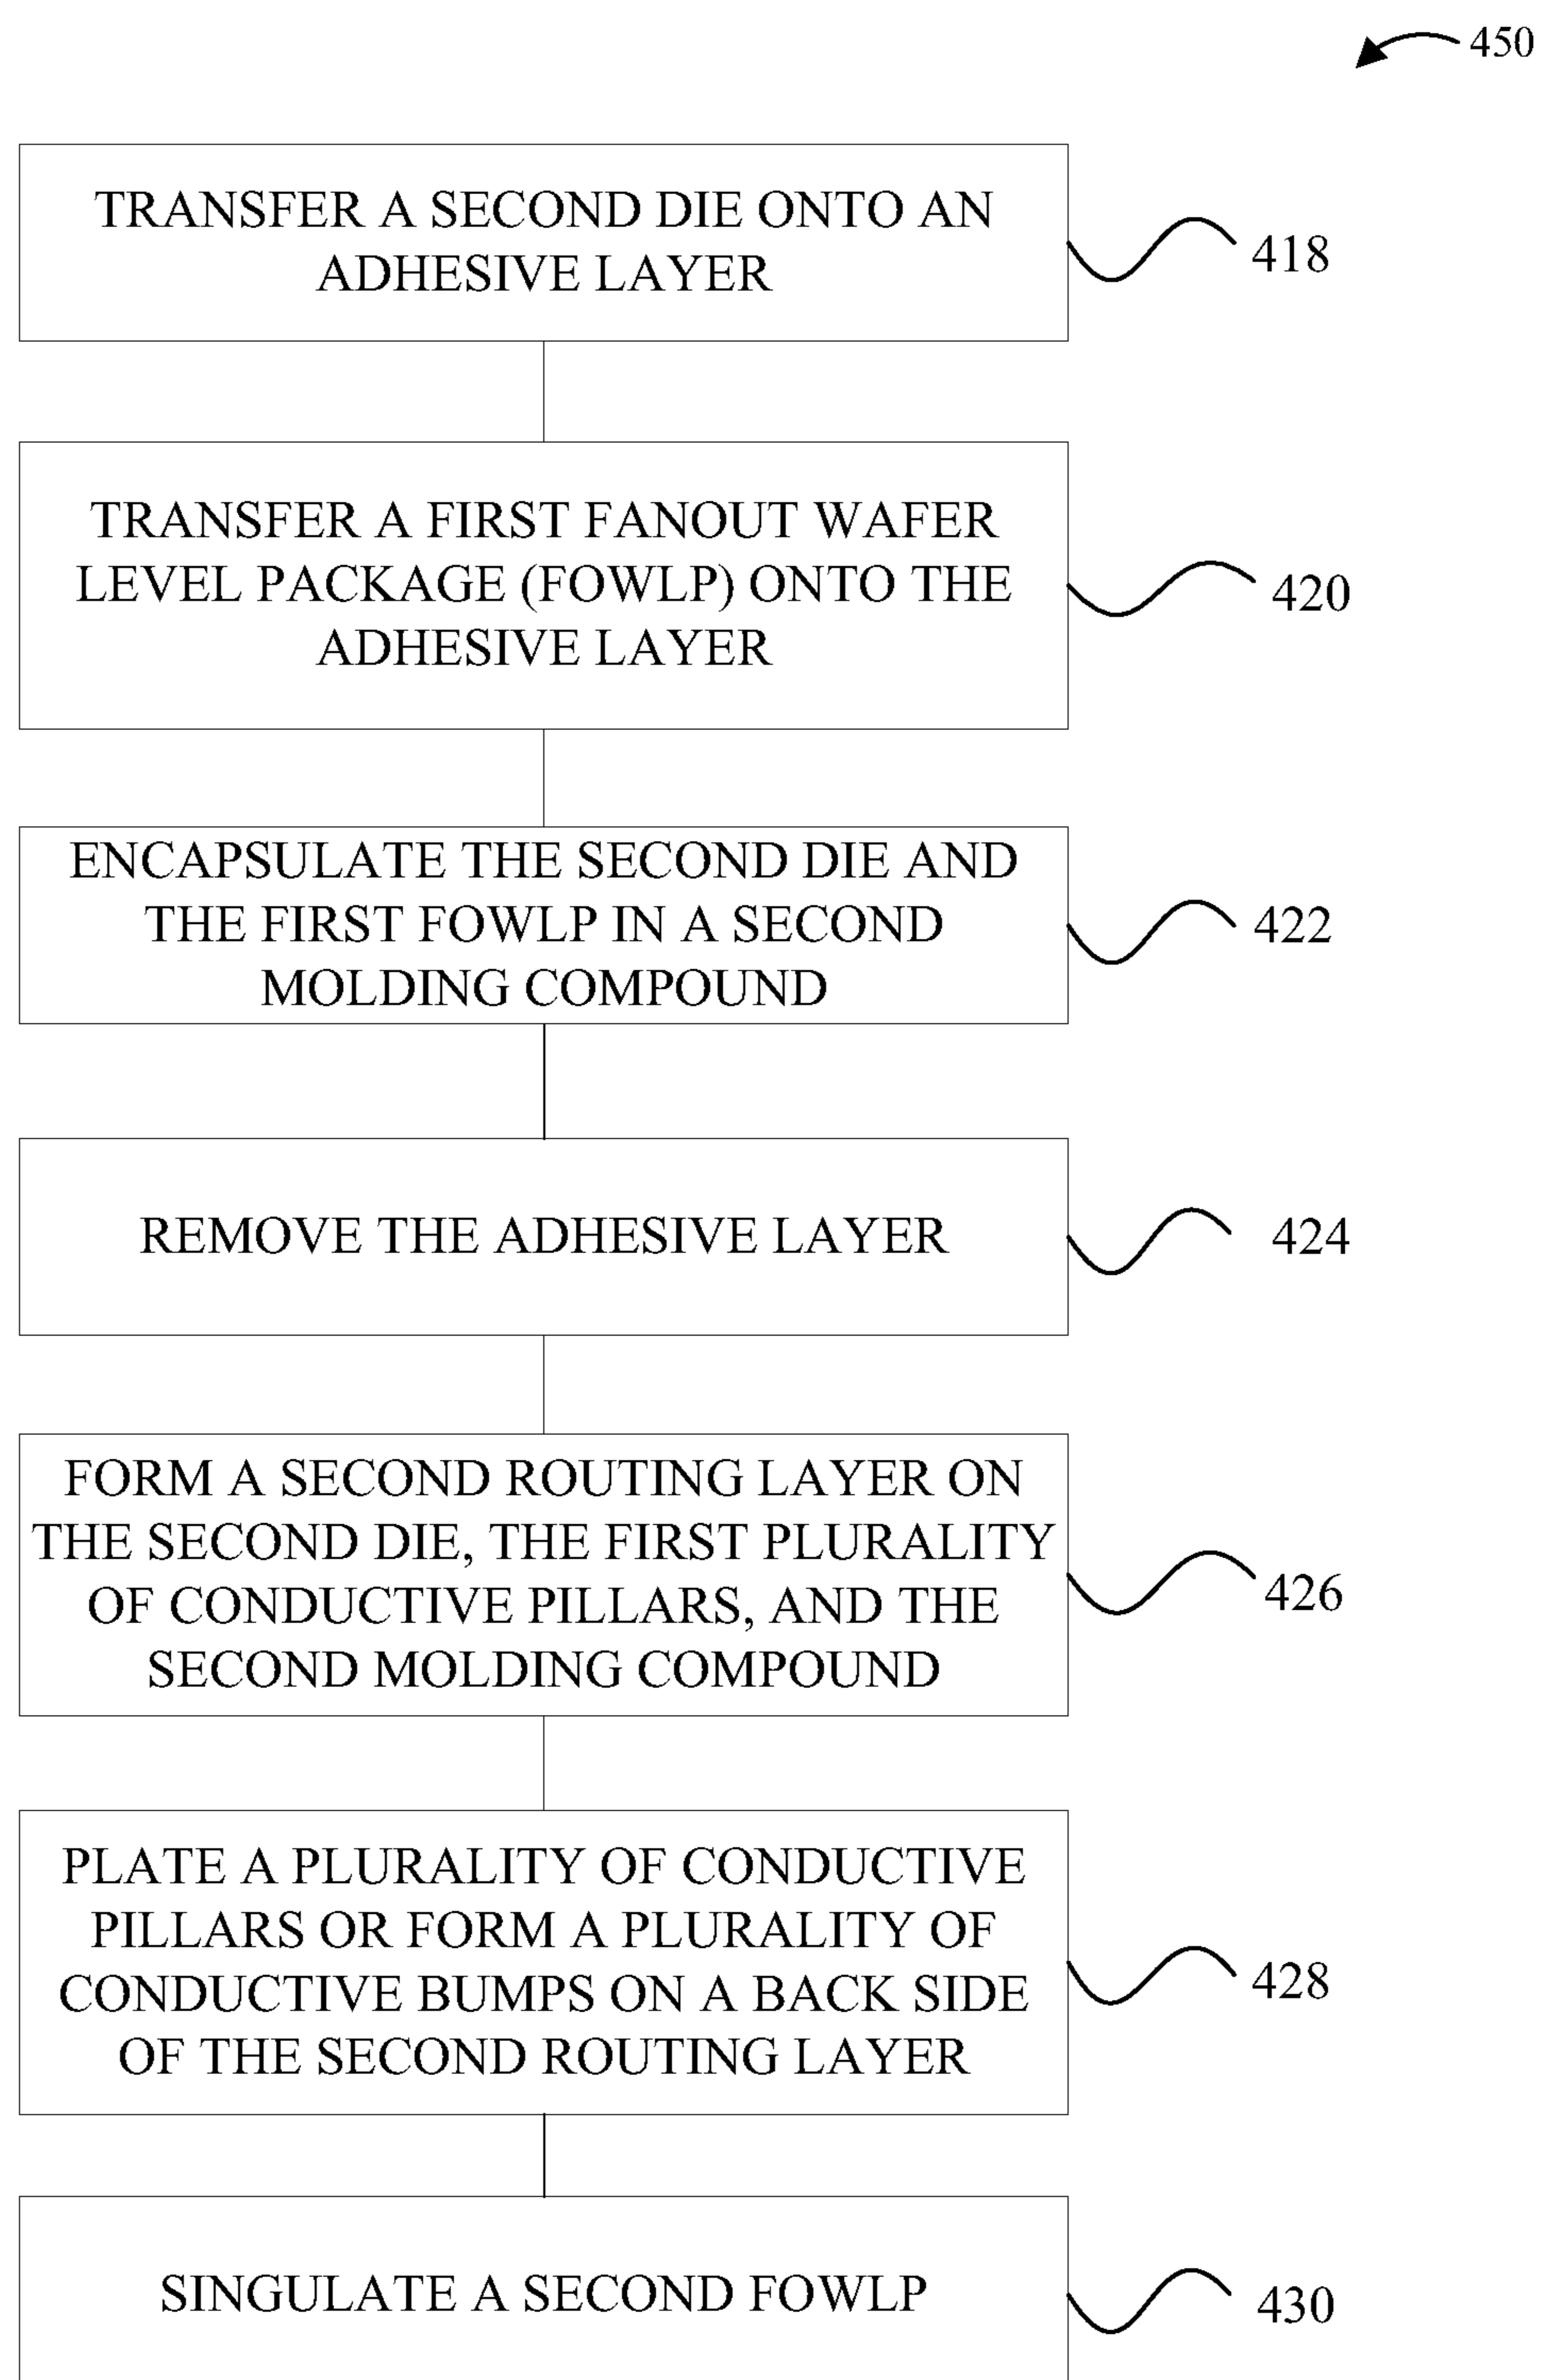 450
TRANSFER A SECOND DIE ONTO AN
ADHESIVE LAYER
418
TRANSFER A FIRST FANOUT WAFER
LEVEL PACKAGE (FOWLP) ONTO THE
ADHESIVE LAYER
420
ENCAPSULATE THE SECOND DIE AND
THE FIRST FOWLP IN A SECOND
MOLDING COMPOUND
422
REMOVE THE ADHESIVE LAYER
424
FORM A SECOND ROUTING LAYER ON
THE SECOND DIE, THE FIRST PLURALITY
OF CONDUCTIVE PILLARS, AND THE
SECOND MOLDING COMPOUND
426
PLATE A PLURALITY OF CONDUCTIVE
PILLARS OR FORM A PLURALITY OF
CONDUCTIVE BUMPS ON A BACK SIDE
OF THE SECOND ROUTING LAYER
428
SINGULATE A SECOND FOWLP
430